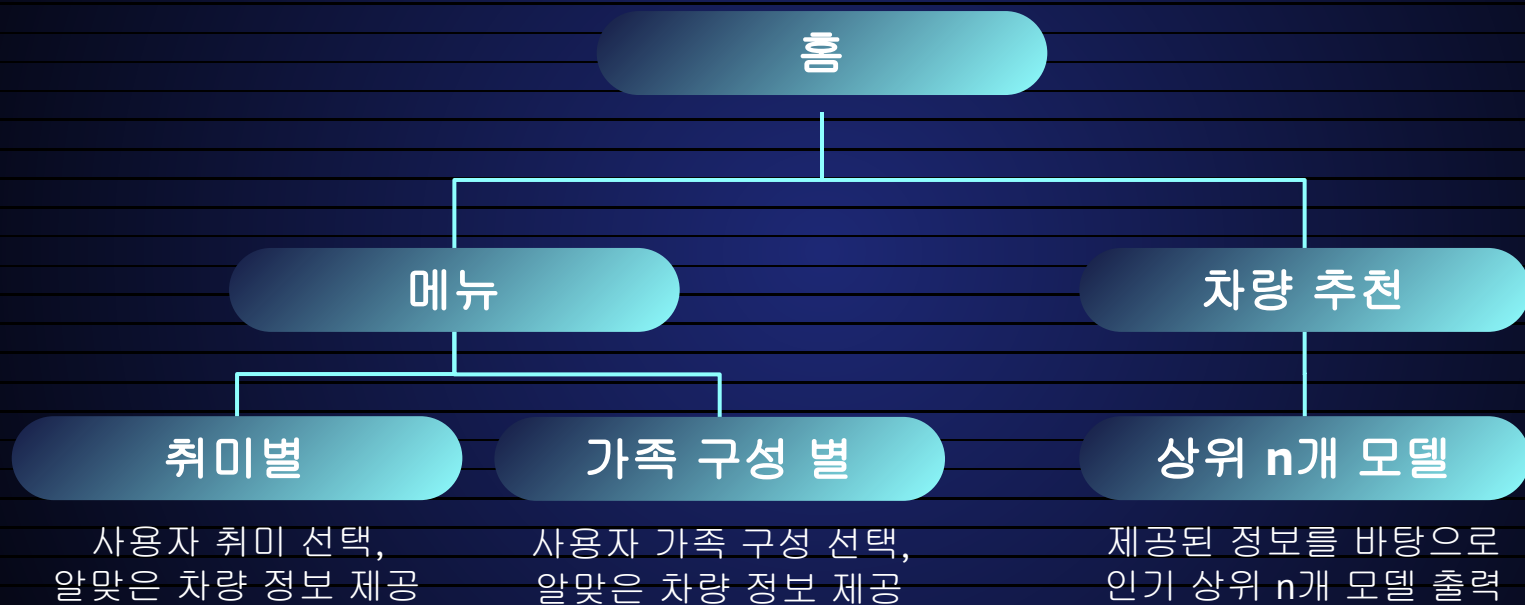 홈
메뉴
차량 추천
취미별
가족 구성 별
상위 n개 모델
사용자 취미 선택,
알맞은 차량 정보 제공
사용자 가족 구성 선택,
알맞은 차량 정보 제공
제공된 정보를 바탕으로
인기 상위 n개 모델 출력